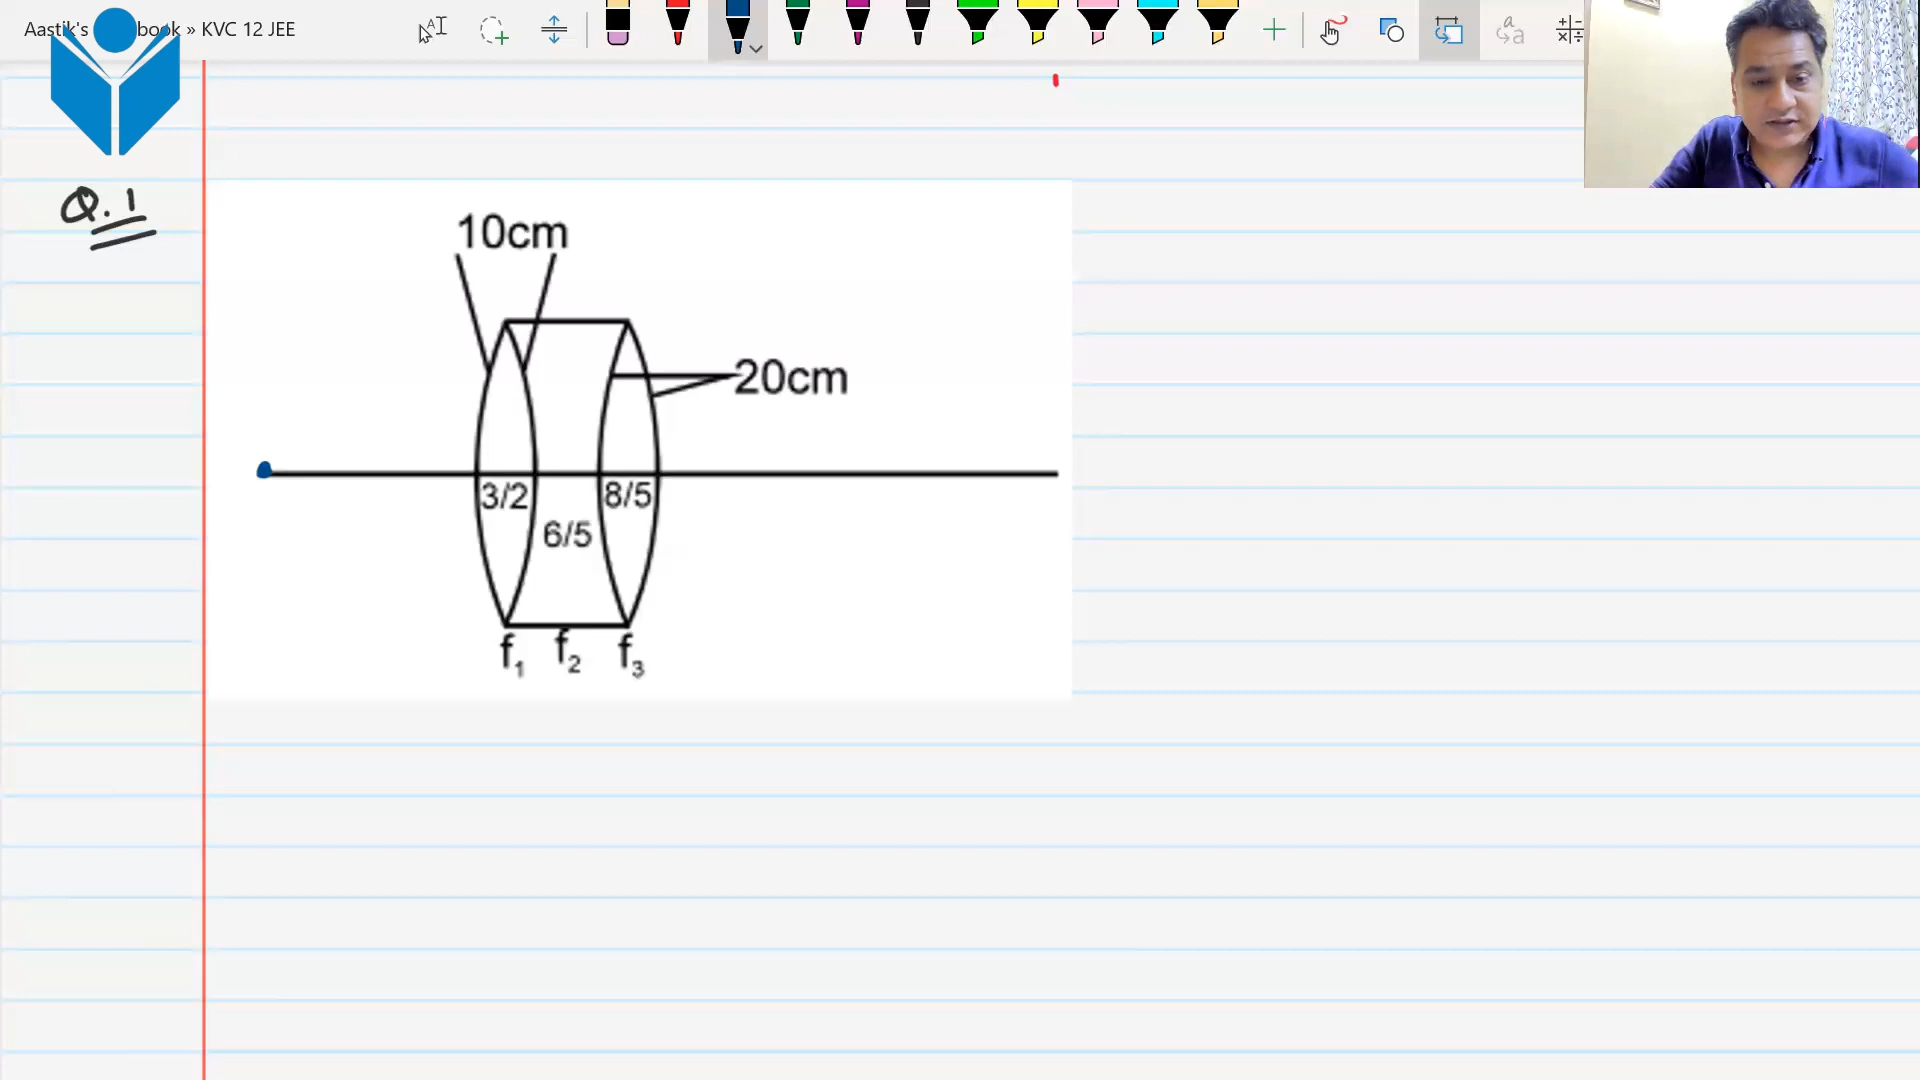 Aastik's
book » KVC 12 JEE
Q.1
10cm
20cm
3/2
8/5
6/5
f₁ f₂ f₃